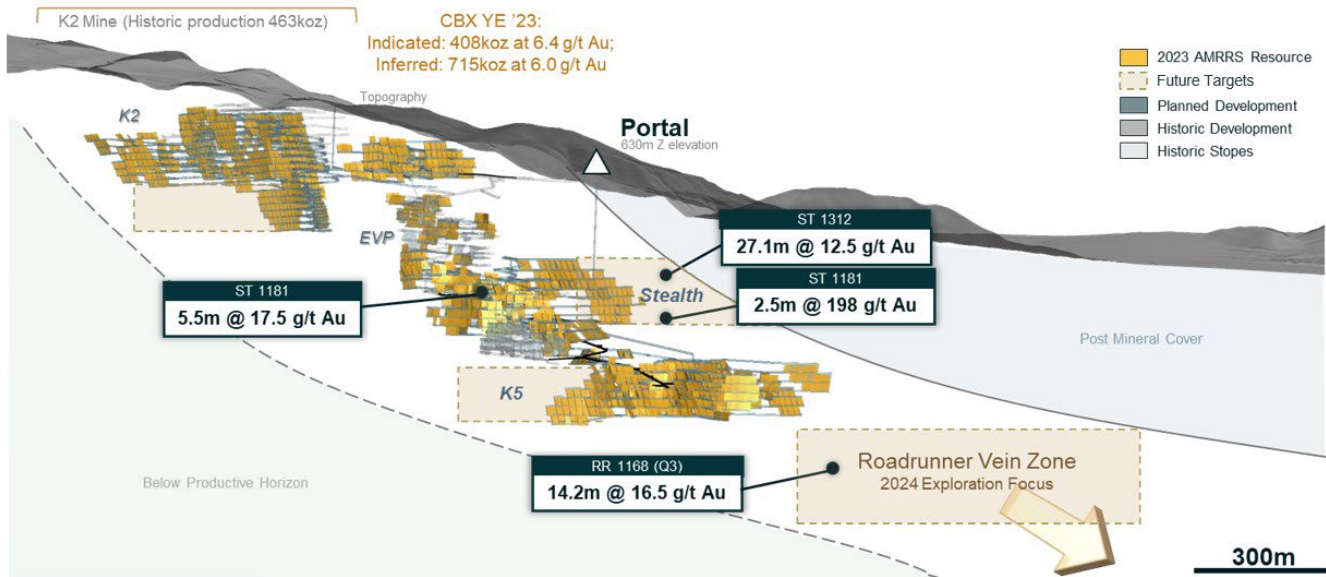 K2 Mine (Historic production 463koz)
CBX YE '23:
Indicated: 408koz at 6.4 g/t Au;
Inferred: 715koz at 6.0 g/t Au
2023 AMRRS Resource
Future Targets
Planned Development
Historic Development
Historic Stopes
Topography
K2
Portal
630m Z elevation
EVP
ST 1312
27.1m @ 12.5 g/t Au
ST 1181
5.5m @ 17.5 g/t Au
Stealth
ST 1181
2.5m @ 198 g/t Au
Post Mineral Cover
K5
RR 1168 (Q3)
14.2m @ 16.5 g/t Au
Roadrunner Vein Zone
2024 Exploration Focus
Below Productive Horizon
300m